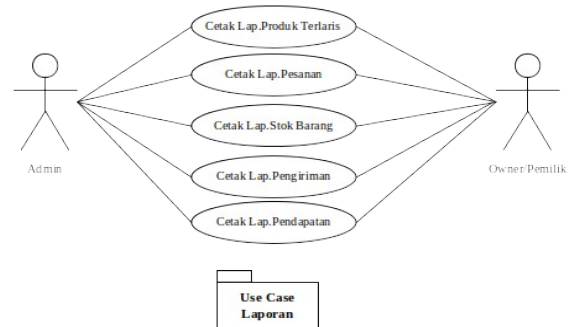 Cetak Lap.Produk Terlaris
Cetak Lap.Pesanan
Cetak Lap.Stok Barang
Cetak Lap.Pengiriman
Cetak Lap.Pendapatan
Admin
Owner/Pemilik
Use Case
Laporan